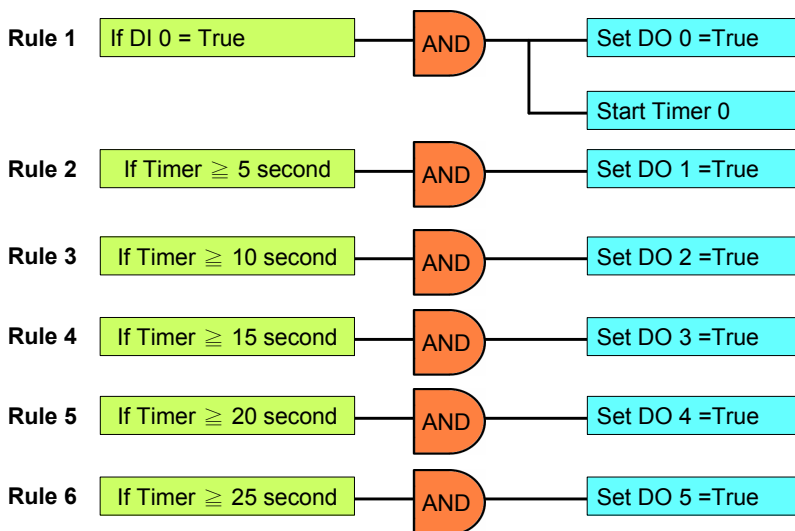 Rule 1 If DI 0 = True AND Set DO 0 =True
Start Timer 0
Rule 2 If Timer ≧ 5 second AND Set DO 1 =True
Rule 3 If Timer ≧ 10 second AND Set DO 2 =True
Rule 4 If Timer ≧ 15 second AND Set DO 3 =True
Rule 5 If Timer ≧ 20 second AND Set DO 4 =True
Rule 6 If Timer ≧ 25 second AND Set DO 5 =True